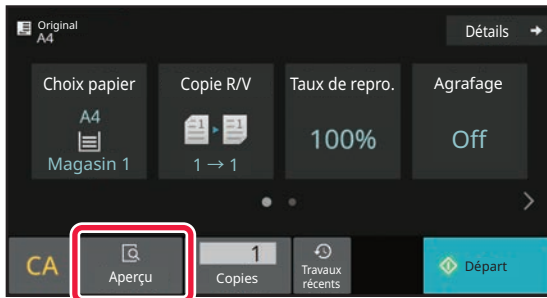 Original
A4
Détails
Choix papier
A4
Magasin 1
Copie R/V
1 → 1
Taux de repro.
100%
Agrafage
Off
CA
Aperçu
1
Copies
Travaux
récents
Départ